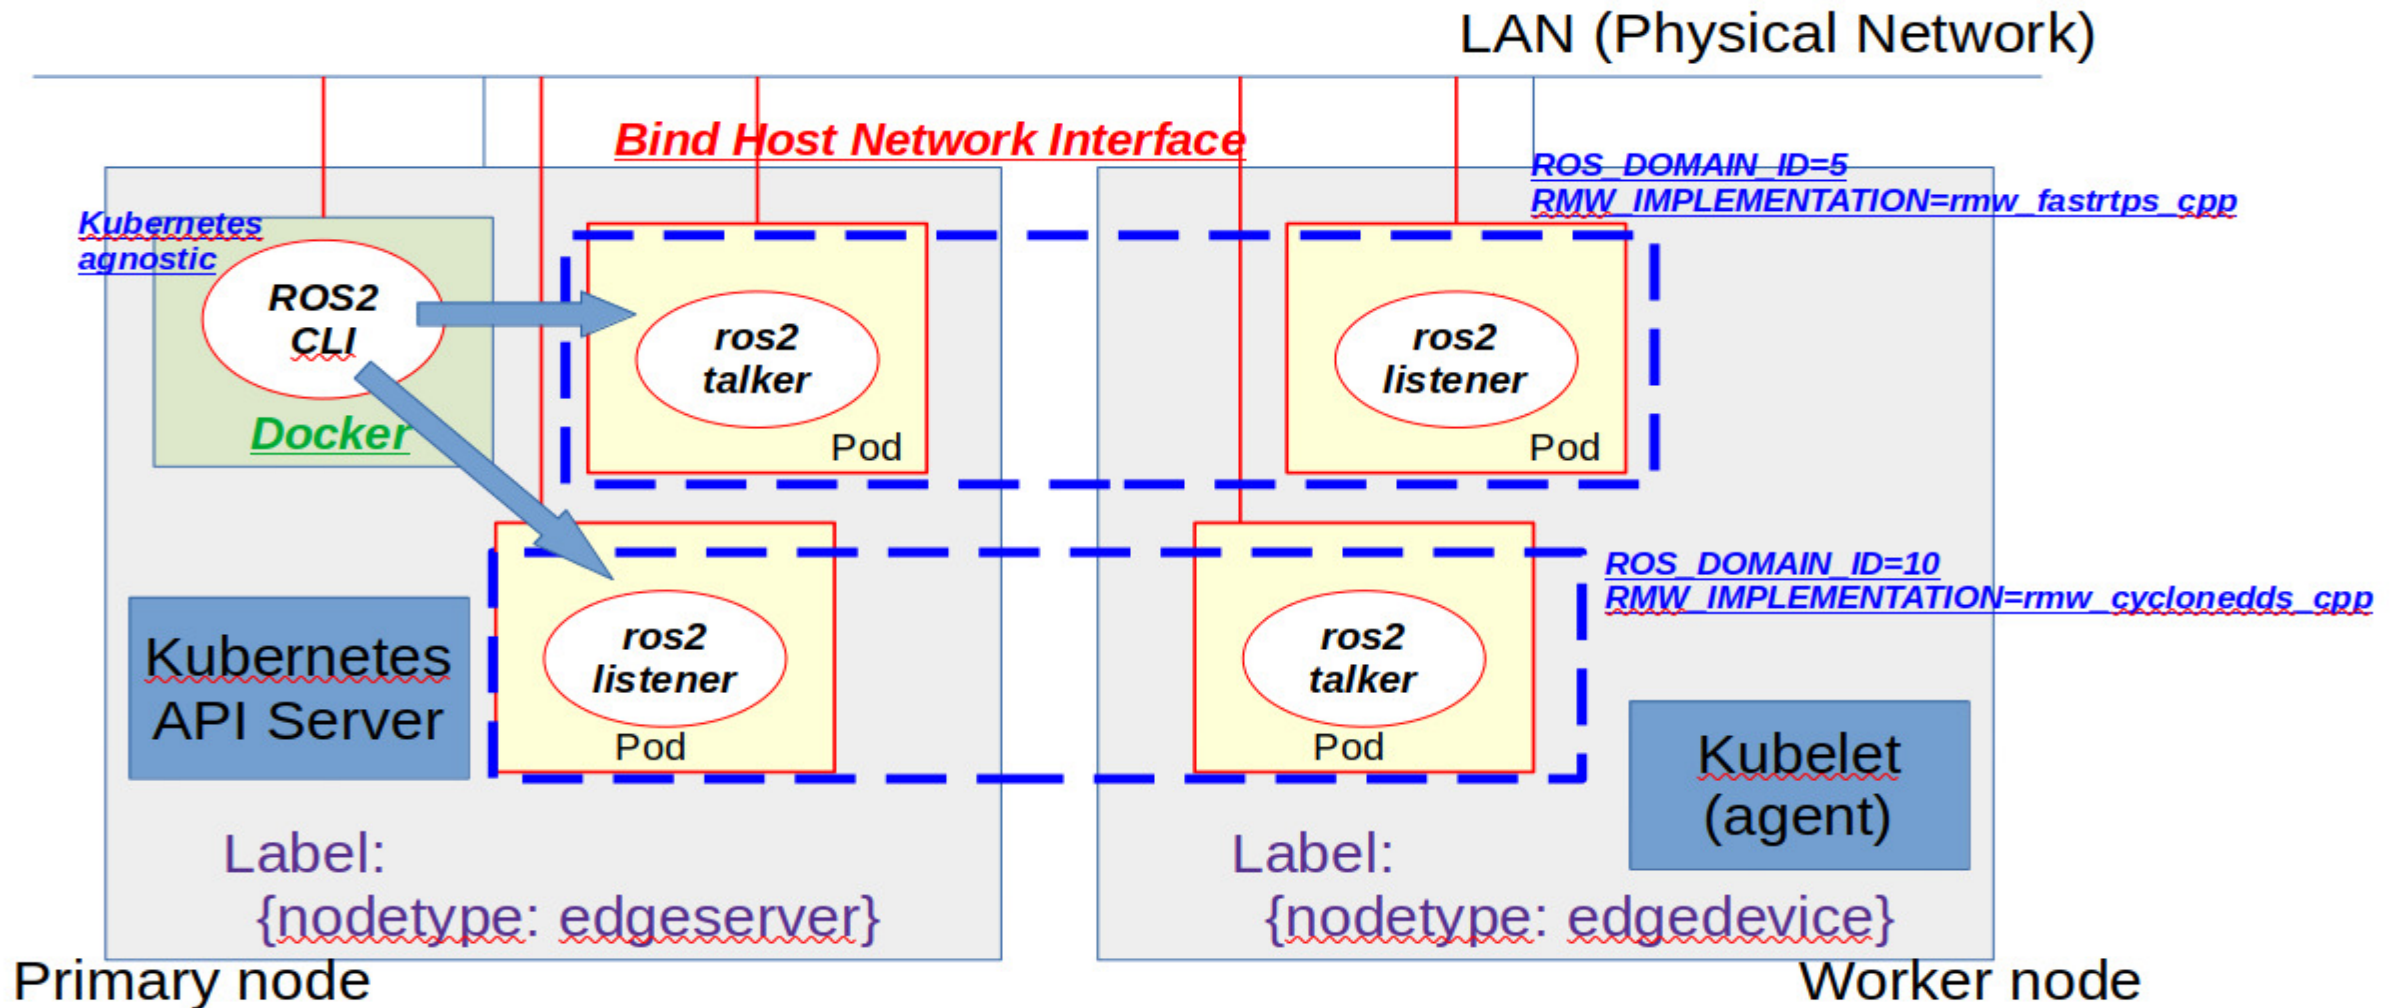 LAN (Physical Network)
Bind Host Network Interface
ROS_DOMAIN_ID=5
RMW_IMPLEMENTATION=rmw_fastrtps_cpp
Kubernetes
agnostic
ROS2
CLI
Docker
ros2
talker
Pod
ros2
listener
Pod
ROS_DOMAIN_ID=10
RMW_IMPLEMENTATION=rmw_cyclonedds_cpp
Kubernetes
API Server
ros2
listener
Pod
ros2
talker
Pod
Kubelet
(agent)
Label:
{nodetype: edgeserver}
Label:
{nodetype: edgedevice}
Primary node
Worker node